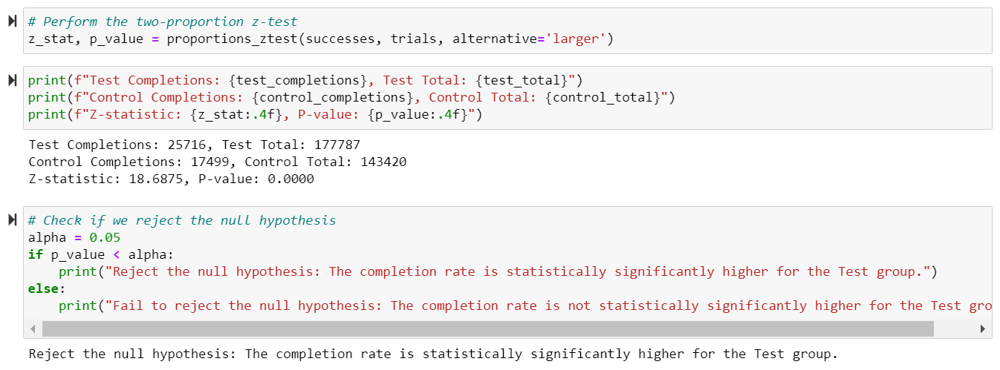 # Perform the two-proportion z-test
z_stat, p_value = proportions_ztest(successes, trials, alternative='larger')
print(f"Test Completions: {test_completions}, Test Total: {test_total}")
print(f"Control Completions: {control_completions}, Control Total: {control_total}")
print(f"Z-statistic: {z_stat:.4f}, P-value: {p_value:.4f}")
Test Completions: 25716, Test Total: 177787
Control Completions: 17499, Control Total: 143420
Z-statistic: 18.6875, P-value: 0.0000
# Check if we reject the null hypothesis
alpha = 0.05
if p_value < alpha:
    print("Reject the null hypothesis: The completion rate is statistically significantly higher for the Test group.")
else:
    print("Fail to reject the null hypothesis: The completion rate is not statistically significantly higher for the Test gro
Reject the null hypothesis: The completion rate is statistically significantly higher for the Test group.